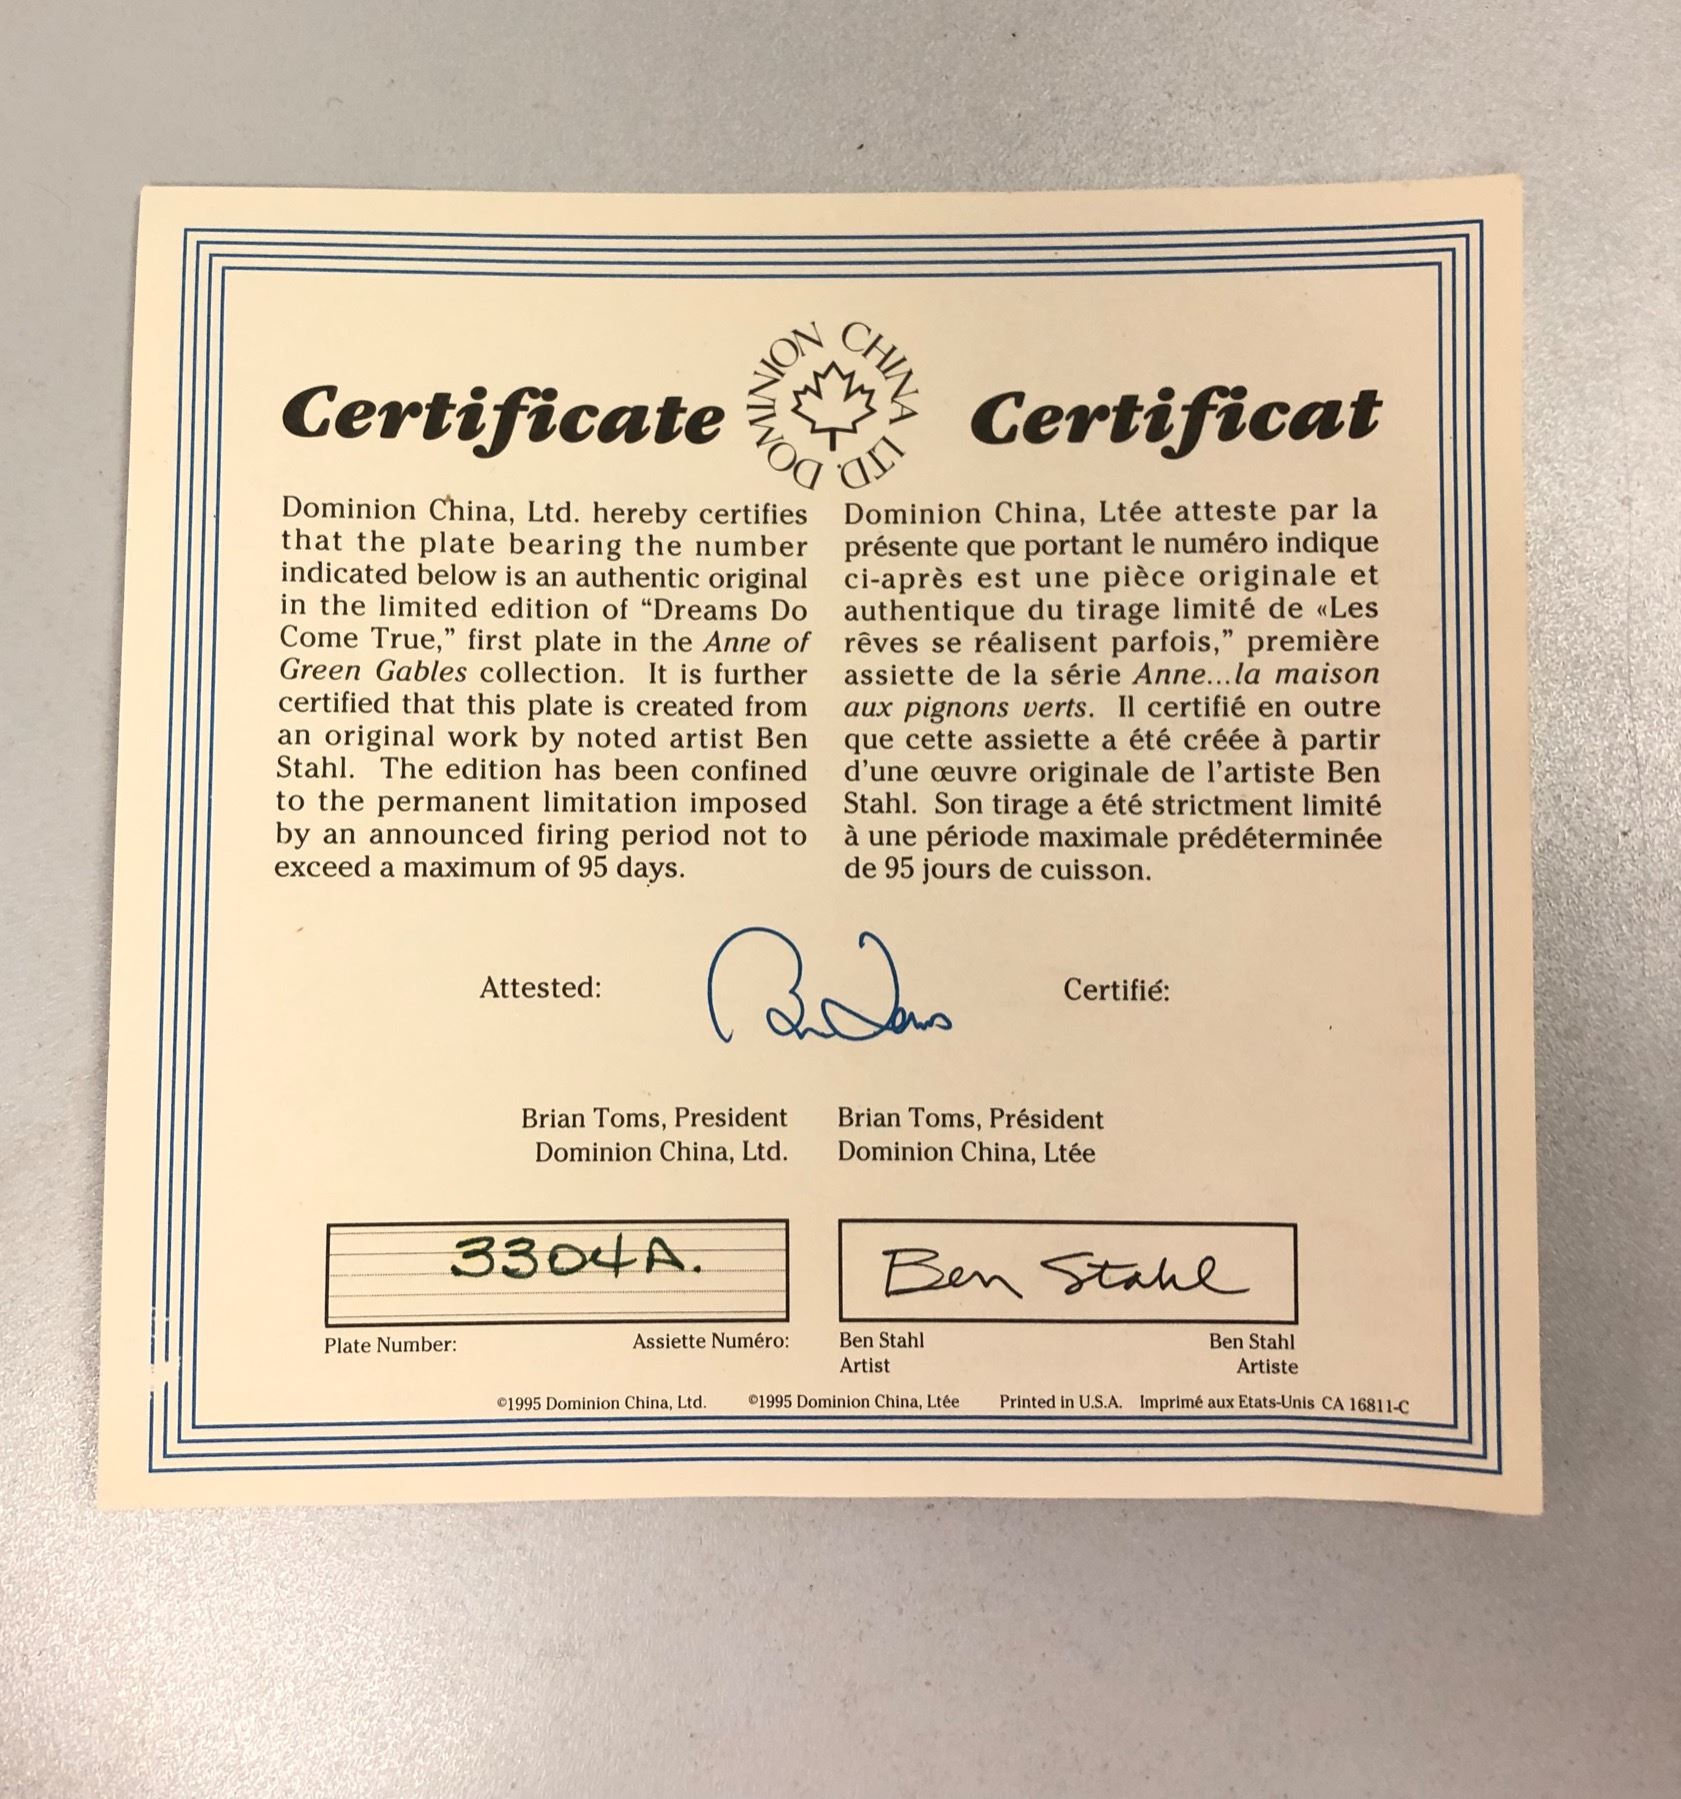 Certificate
DOMINION CHINA LTD.
Certificat
Dominion China, Ltd. hereby certifies
that the plate bearing the number
indicated below is an authentic original
in the limited edition of “Dreams Do
Come True,” first plate in the Anne of
Green Gables collection. It is further
certified that this plate is created from
an original work by noted artist Ben
Stahl. The edition has been confined
to the permanent limitation imposed
by an announced firing period not to
exceed a maximum of 95 days.
Dominion China, Ltée atteste par la
présente que portant le numéro indique
ci-après est une pièce originale et
authentique du tirage limité de «Les
rêves se réalisent parfois,” première
assiette de la série Anne...la maison
aux pignons verts. Il certifié en outre
que cette assiette a été créée à partir
d'une œuvre originale de l'artiste Ben
Stahl. Son tirage a été strictment limité
à une période maximale prédéterminée
de 95 jours de cuisson.
Attested:
Brian Toms
Certifié:
Brian Toms, President
Dominion China, Ltd.
Brian Toms, Président
Dominion China, Ltée
3304A.
Plate Number: Assiette Numéro:
Ben Stahl
Ben Stahl Ben Stahl
Artist Artiste
©1995 Dominion China, Ltd. ©1995 Dominion China, Ltée Printed in U.S.A. Imprimé aux Etats-Unis CA 16811-C